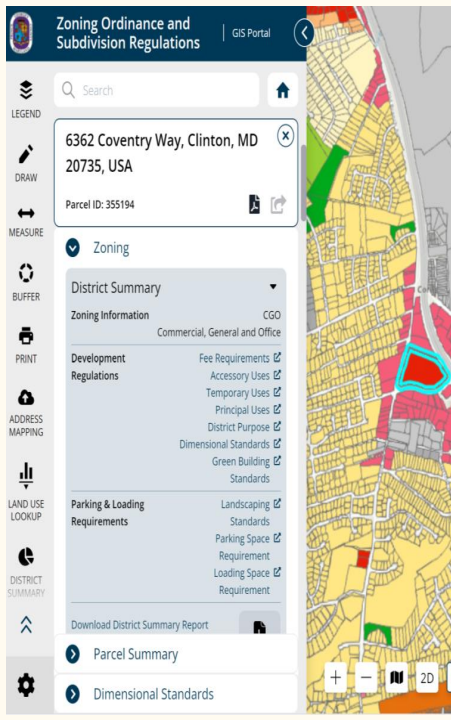 Zoning Ordinance and
Subdivision Regulations
GIS Portal
Search
LEGEND
DRAW
MEASURE
BUFFER
PRINT
ADDRESS
MAPPING
LAND USE
LOOKUP
DISTRICT
SUMMARY
6362 Coventry Way, Clinton, MD
20735, USA
Parcel ID: 355194
Zoning
District Summary
Zoning Information CGO
Commercial, General and Office
Development Fee Requirements
Regulations Accessory Uses
Temporary Uses
Principal Uses
District Purpose
Dimensional Standards
Green Building
Standards
Parking & Loading Landscaping
Requirements Standards
Parking Space
Requirement
Loading Space
Requirement
Download District Summary Report
Parcel Summary
Dimensional Standards
+
−
2D